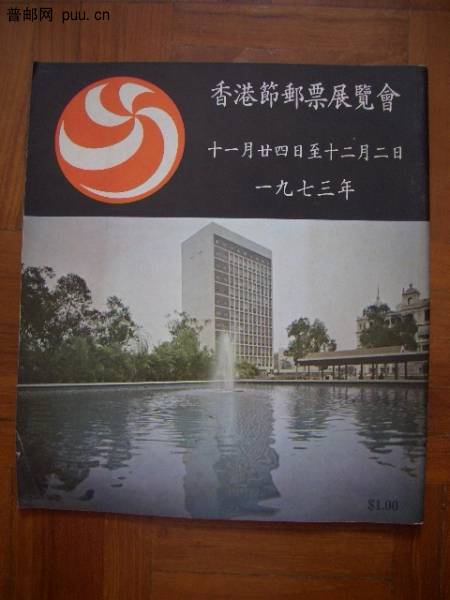 普邮网 puu.cn
香港節郵票展覽會
十一月廿四日至十二月二日
一九七三年
$1.00